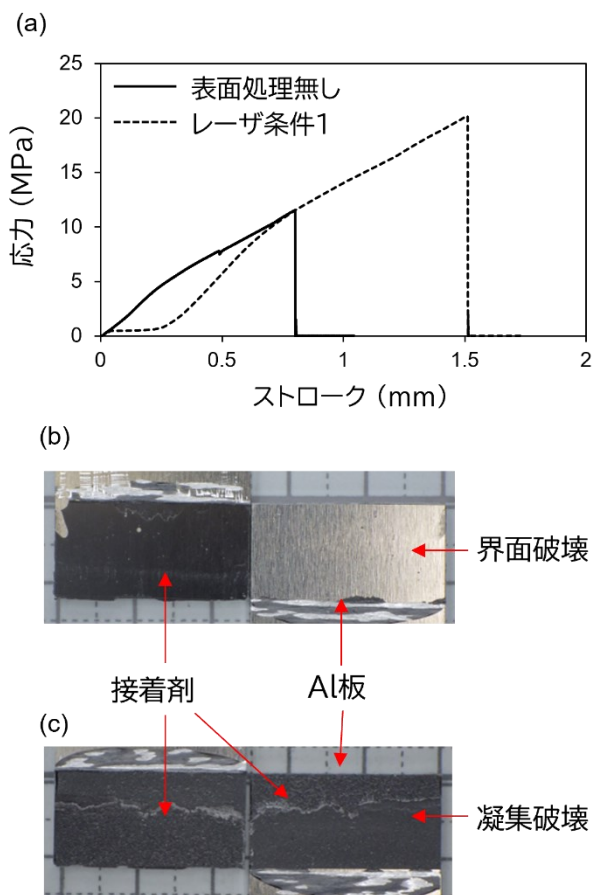 (a)
25
20
15
10
5
0
応力 (MPa)
表面処理無し
レーザ条件1
0
0.5
1
1.5
2
ストローク (mm)
(b)
界面破壊
接着剤
Al板
(c)
凝集破壊